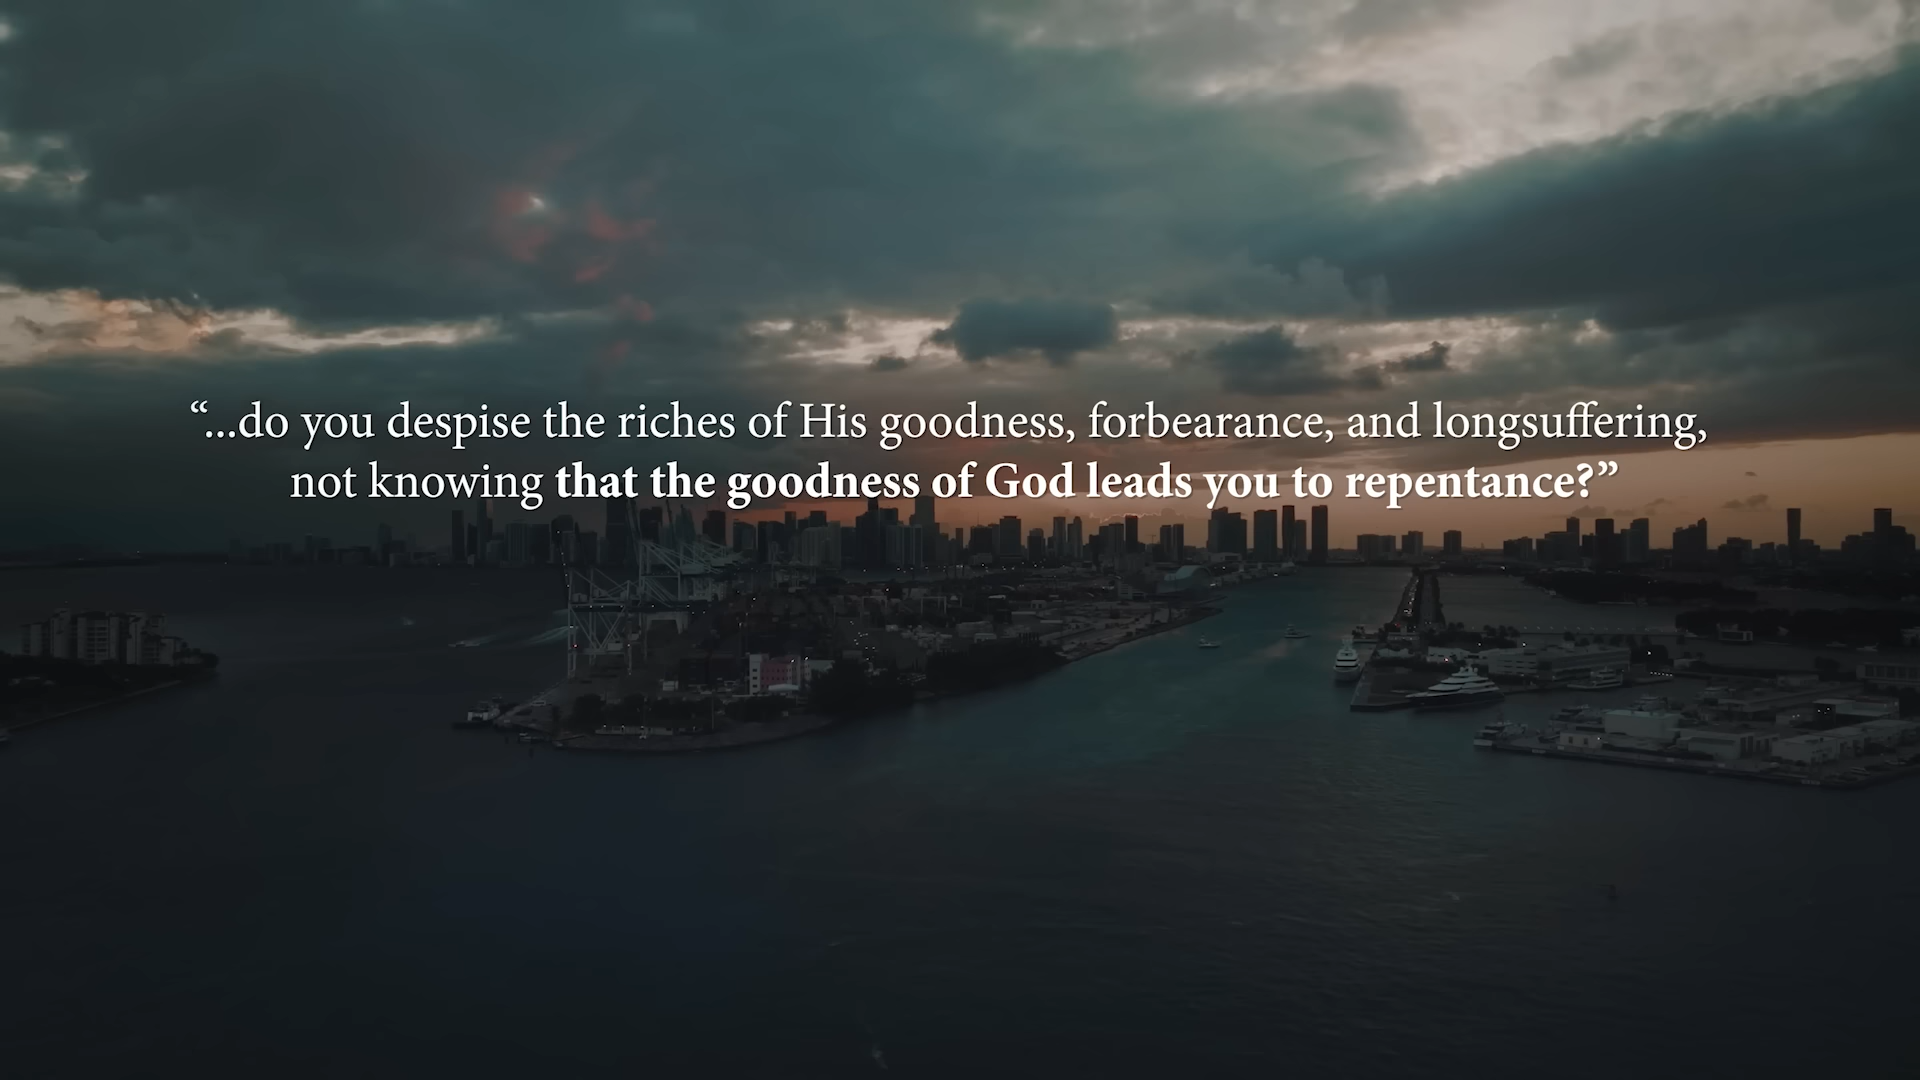 “...do you despise the riches of His goodness, forbearance, and longsuffering,
not knowing that the goodness of God leads you to repentance?”